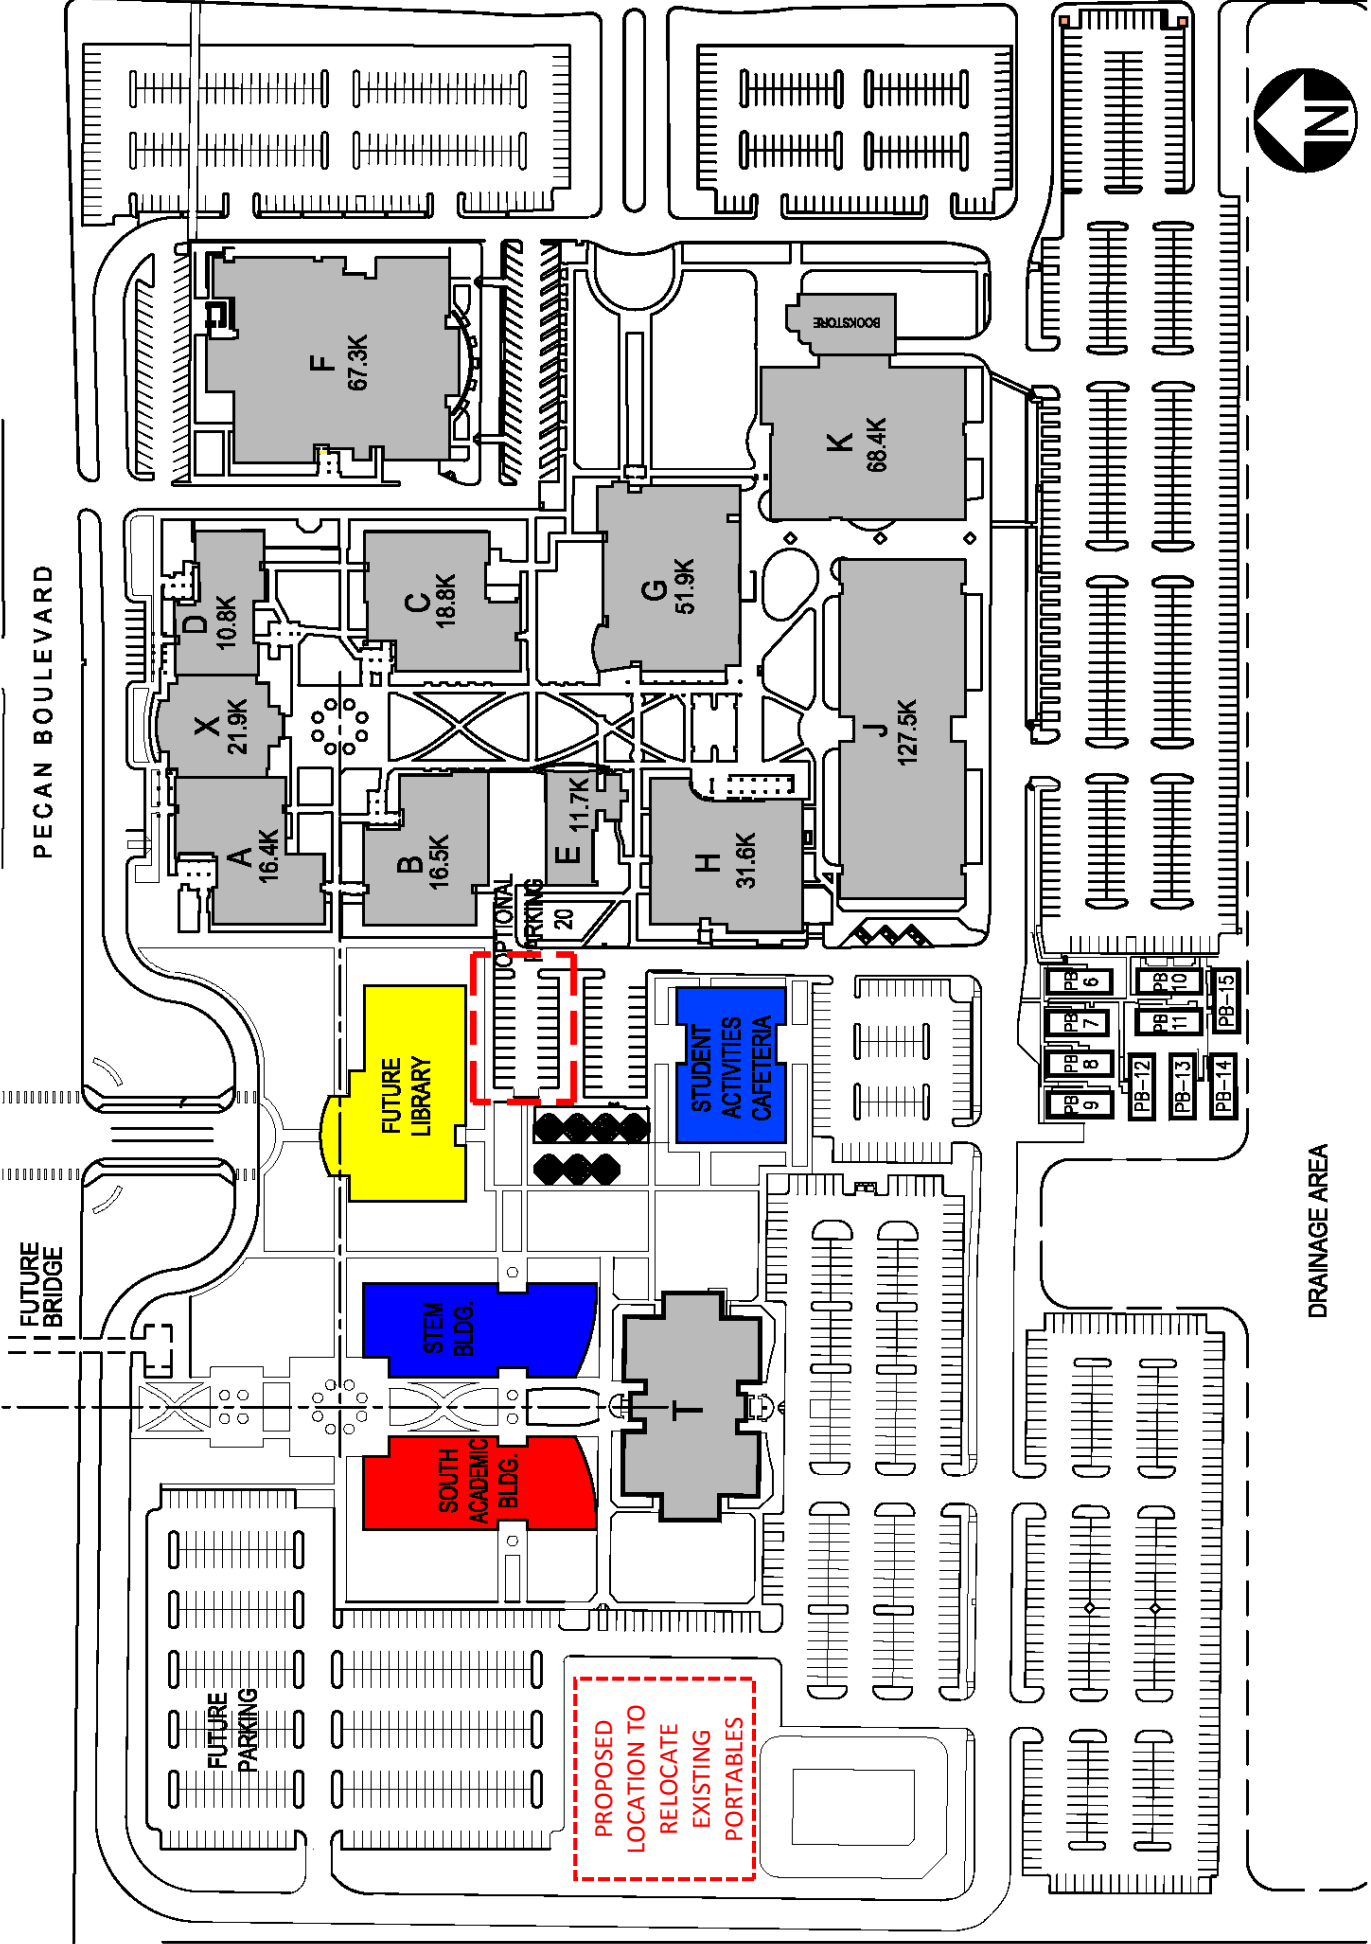 N
PECAN BOULEVARD
F
67.3K
BOOKSTORE
K
68.4K
D
10.8K
C
18.8K
G
51.9K
X
21.9K
J
127.5K
A
16.4K
B
16.5K
E
11.7K
H
31.6K
OPTIONAL
PARKING
20
FUTURE
LIBRARY
STUDENT
ACTIVITIES
CAFETERIA
PB
6
PB
7
PB
8
PB
9
PB
10
PB
11
PB-12
PB-13
PB-14
PB-15
FUTURE
BRIDGE
STEM
BLDG.
T
SOUTH
ACADEMIC
BLDG.
DRAINAGE AREA
FUTURE
PARKING
PROPOSED
LOCATION TO
RELOCATE
EXISTING
PORTABLES